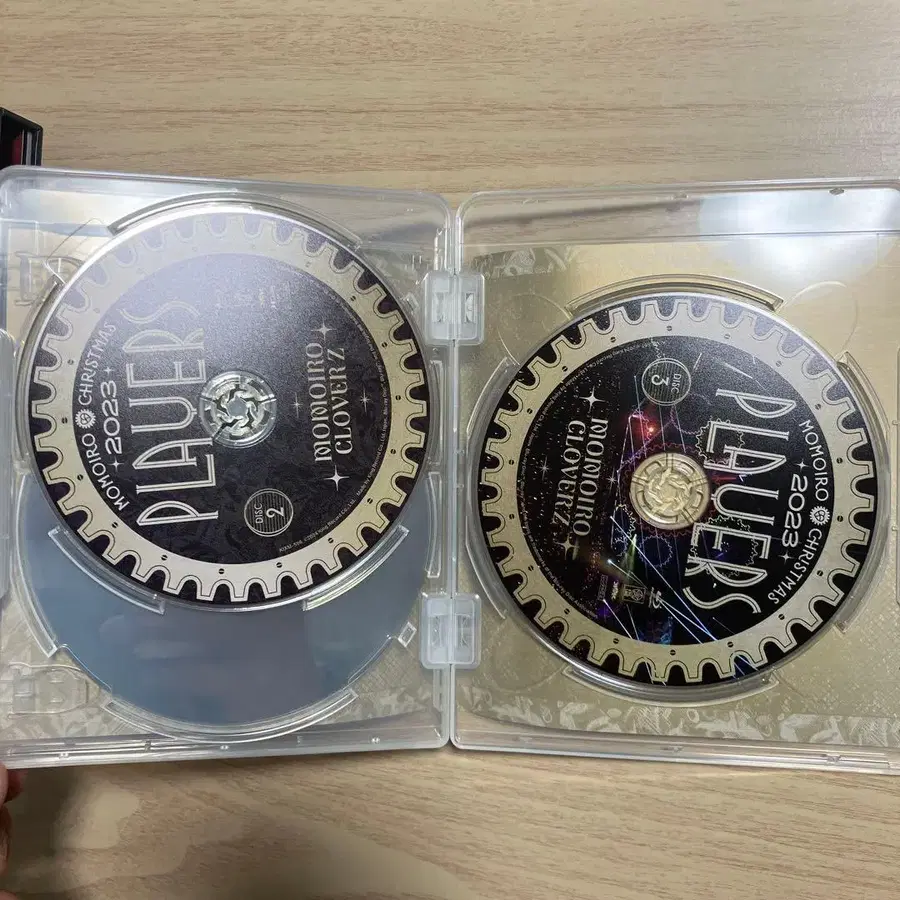 MOMOIRO CHRISTMAS
2023
PLAYERS
MOMOIRO
CLOVER Z
DISC
2
DISC
3
MOMOIRO
CLOVER Z
PLAYERS
2023
MOMOIRO CHRISTMAS